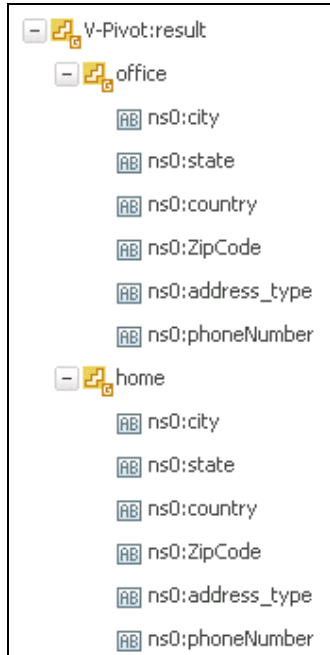 V-Pivot:result
office
ns0:city
ns0:state
ns0:country
ns0:ZipCode
ns0:address_type
ns0:phoneNumber
home
ns0:city
ns0:state
ns0:country
ns0:ZipCode
ns0:address_type
ns0:phoneNumber